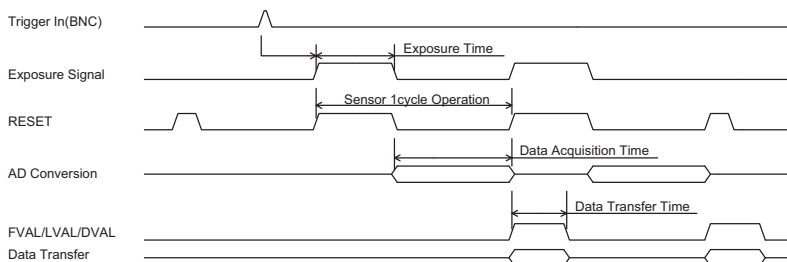 Trigger In(BNC)
Exposure Time
Exposure Signal
Sensor 1cycle Operation
RESET
Data Acquisition Time
AD Conversion
Data Transfer Time
FVAL/LVAL/DVAL
Data Transfer